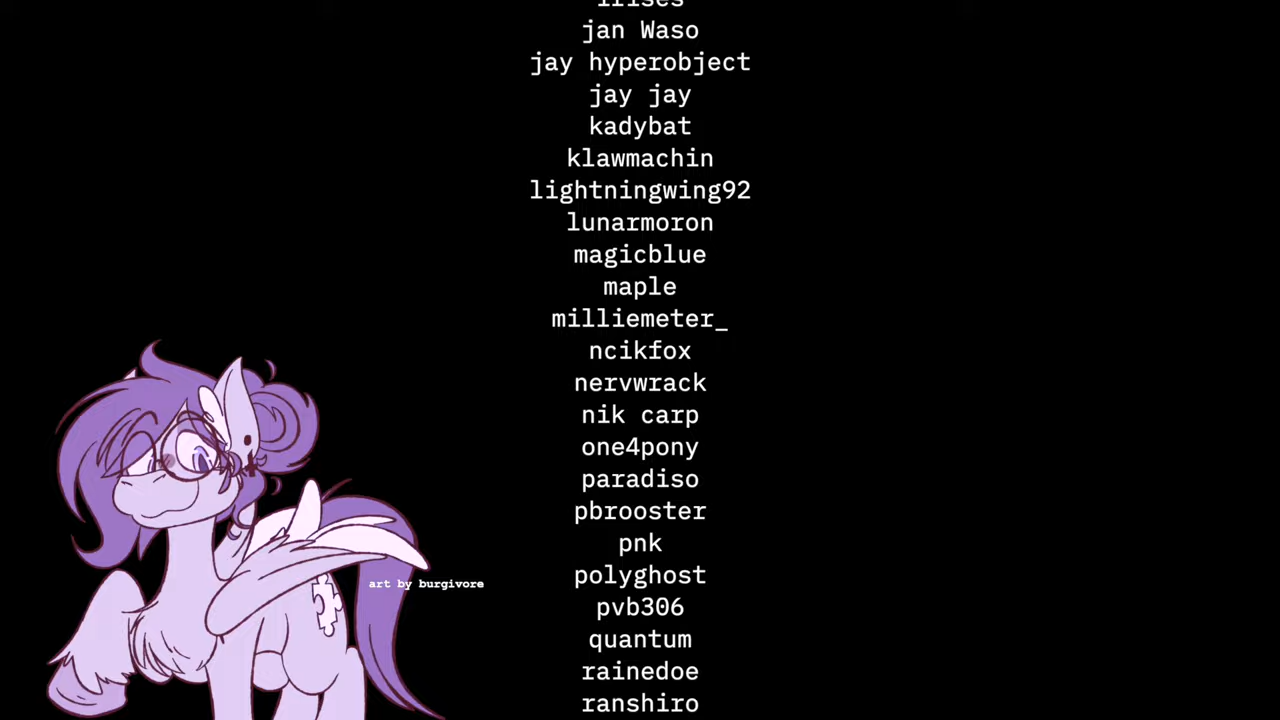 irises
jan Waso
jay hyperobject
jay jay
kadybat
klawmachin
lightningwing92
lunarmoron
magicblue
maple
milliemeter_
ncikfox
nervwrack
nik carp
one4pony
paradiso
pbrooster
pnk
polyghost
art by burgivore
pvb306
quantum
rainedoe
ranshiro